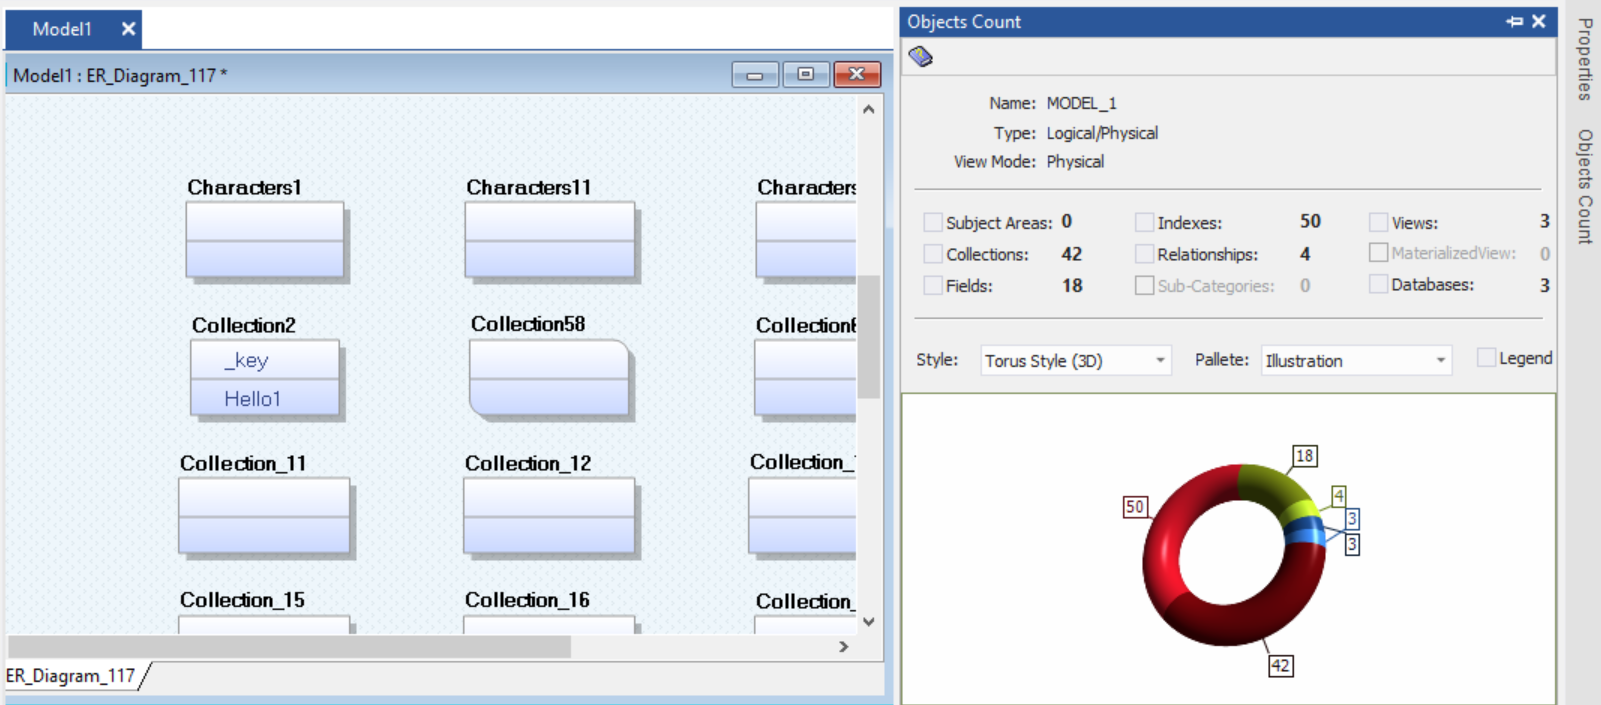 Model1
Model1 : ER_Diagram_117 *
Characters1 Characters11 Characters
Collection2 Collection58 Collection
_key
Hello1
Collection_11 Collection_12 Collection_
Collection_15 Collection_16 Collection_
ER_Diagram_117
Objects Count
Name: MODEL_1
Type: Logical/Physical
View Mode: Physical
Subject Areas: 0 Indexes: 50 Views: 3
Collections: 42 Relationships: 4 MaterializedView: 0
Fields: 18 Sub-Categories: 0 Databases: 3
Style: Torus Style (3D) Pallete: Illustration Legend
18
4
50
3
3
42
Properties
Objects Count